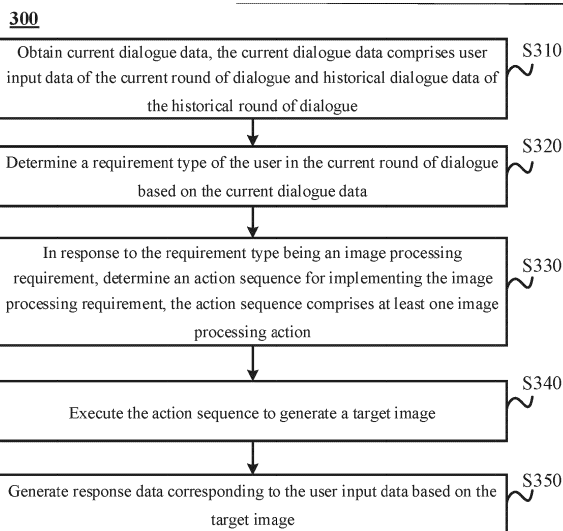 300
Obtain current dialogue data, the current dialogue data comprises user
input data of the current round of dialogue and historical dialogue data of
the historical round of dialogue
S310
Determine a requirement type of the user in the current round of dialogue
based on the current dialogue data
S320
In response to the requirement type being an image processing
requirement, determine an action sequence for implementing the image
processing requirement, the action sequence comprises at least one image
processing action
S330
Execute the action sequence to generate a target image
S340
Generate response data corresponding to the user input data based on the
target image
S350